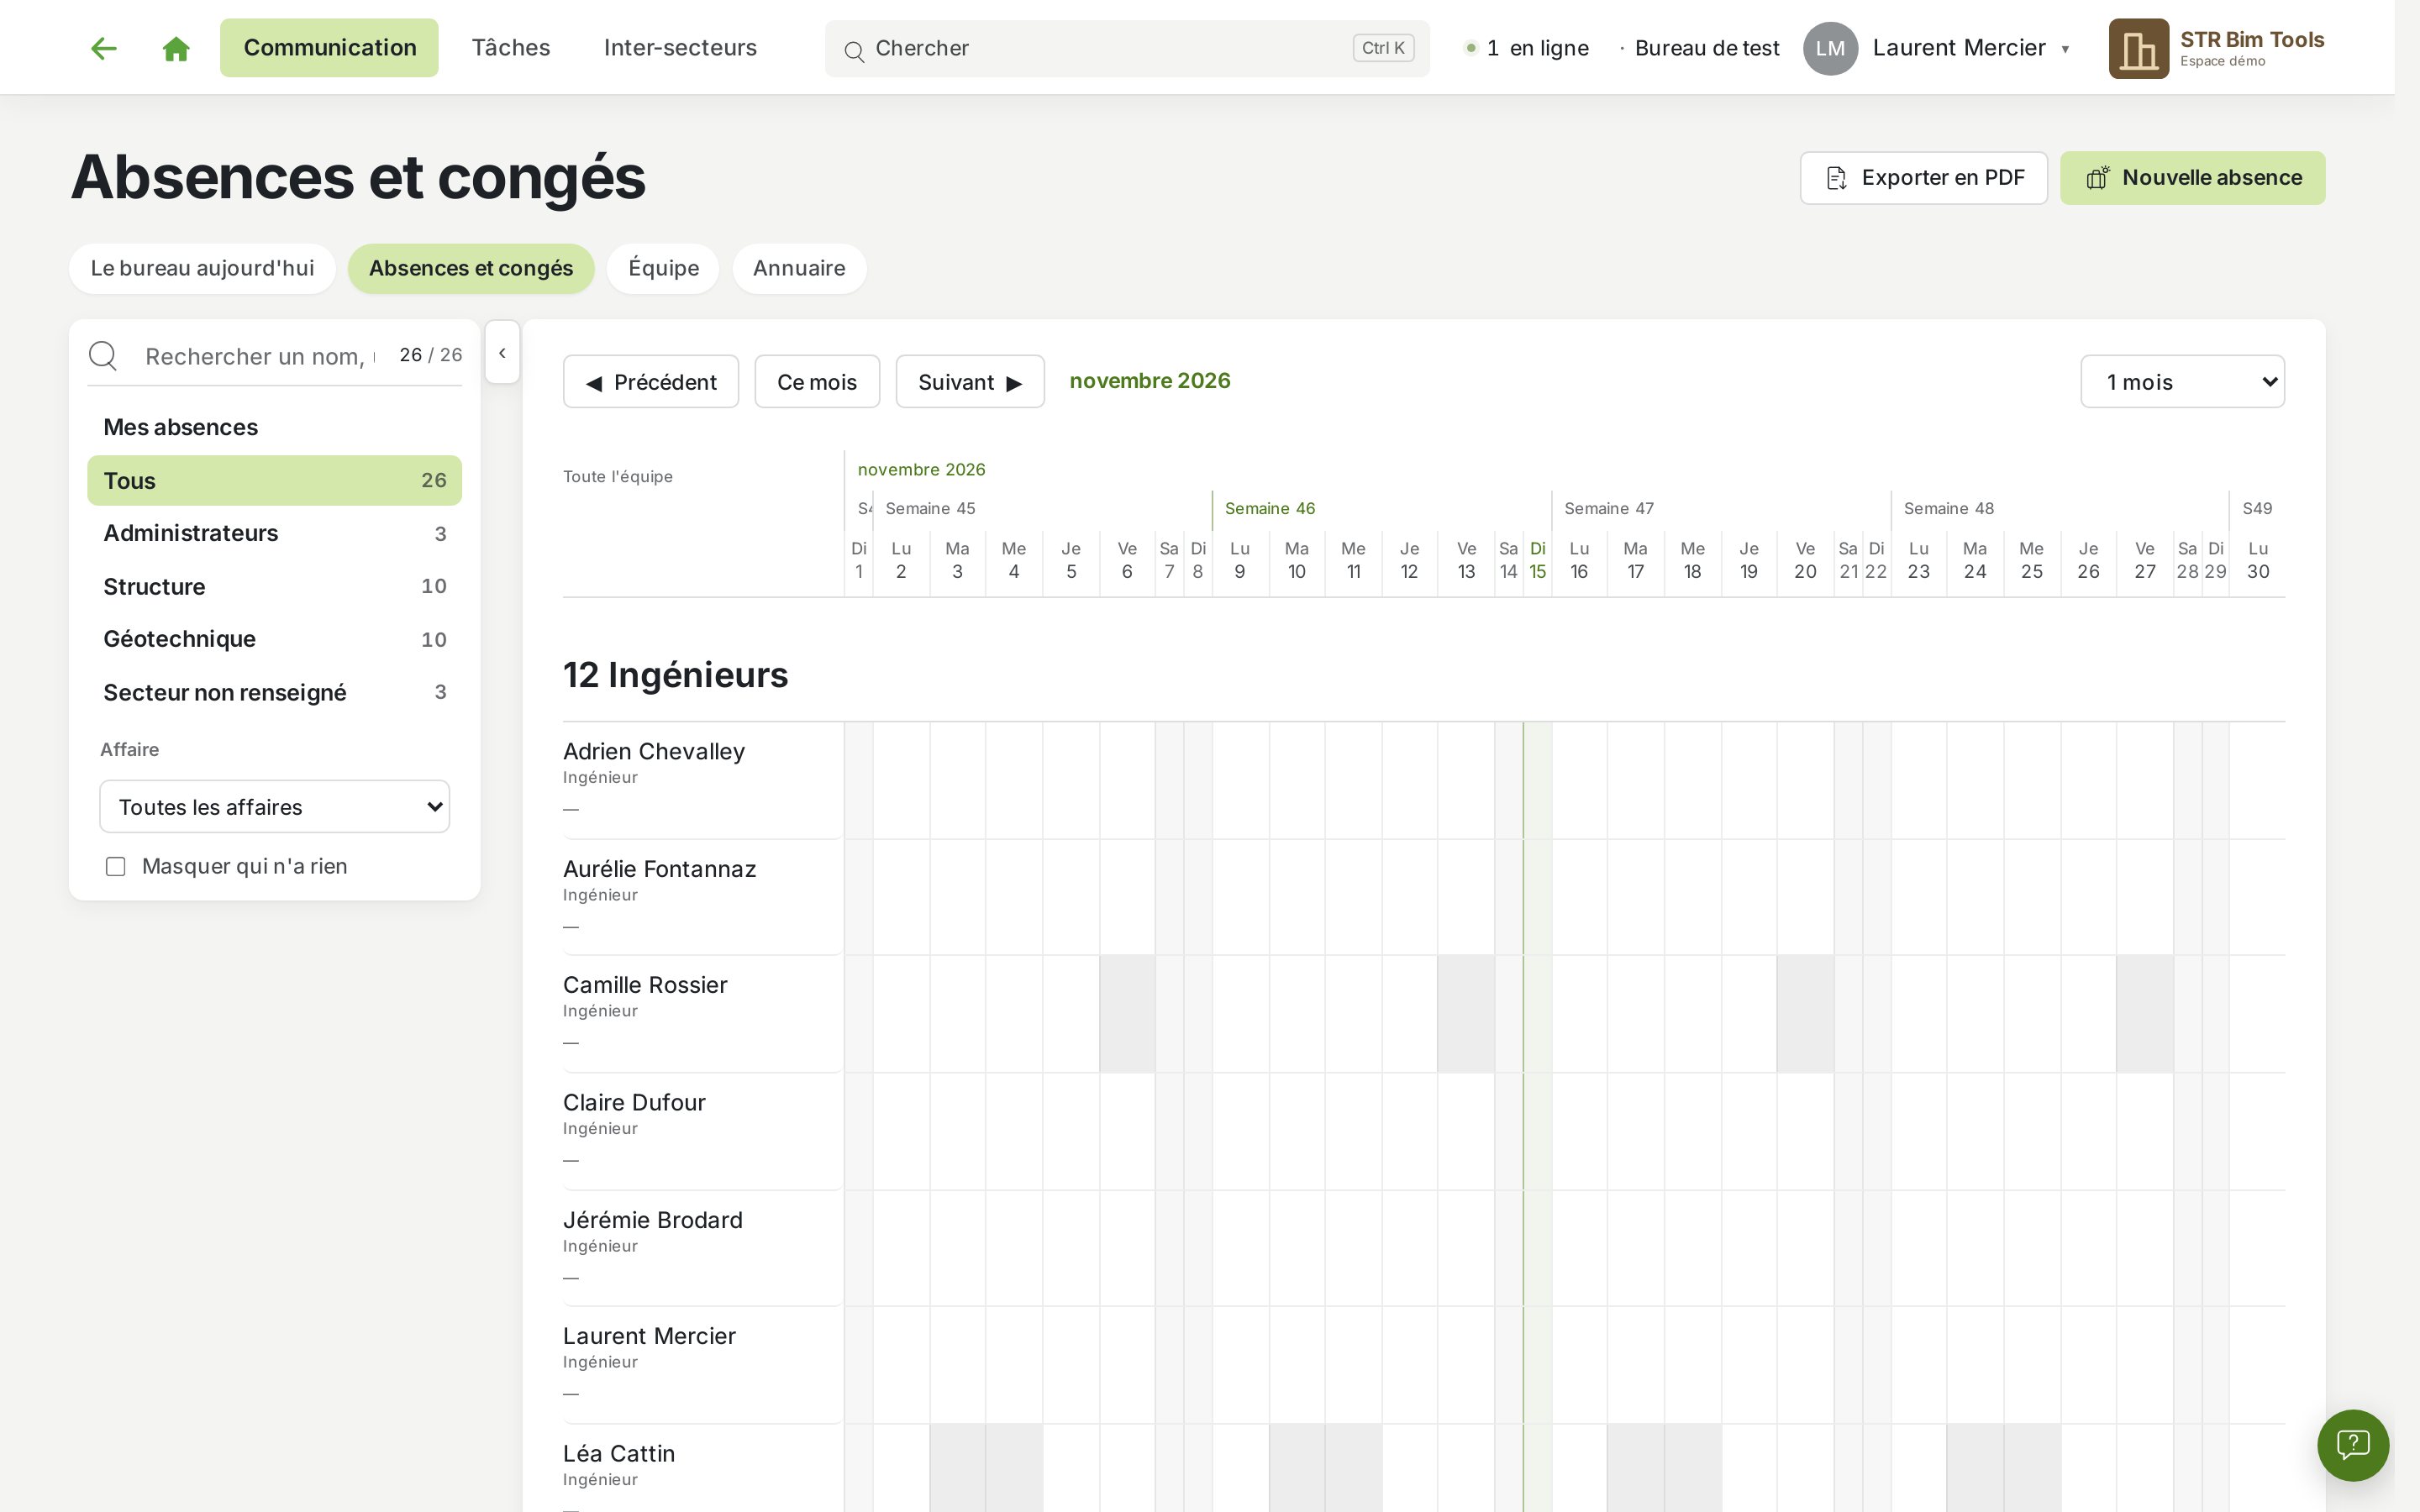 Communication
Tâches
Inter-secteurs
Chercher
Ctrl K
1 en ligne
· Bureau de test
LM
Laurent Mercier
STR Bim Tools
Espace démo
Absences et congés
Exporter en PDF
Nouvelle absence
Le bureau aujourd'hui
Absences et congés
Équipe
Annuaire
Rechercher un nom,
26 / 26
Mes absences
Tous 26
Administrateurs 3
Structure 10
Géotechnique 10
Secteur non renseigné 3
Affaire
Toutes les affaires
Masquer qui n'a rien
◀ Précédent
Ce mois
Suivant ▶
novembre 2026
1 mois
Toute l'équipe
novembre 2026
Semaine 45
Semaine 46
Semaine 47
Semaine 48
S49
Di Lu Ma Me Je Ve Sa Di Lu Ma Me Je Ve Sa Di Lu Ma Me Je Ve Sa Di Lu Ma Me Je Ve Sa Di Lu
1 2 3 4 5 6 7 8 9 10 11 12 13 14 15 16 17 18 19 20 21 22 23 24 25 26 27 28 29 30
12 Ingénieurs
Adrien Chevalley
Ingénieur
—
Aurélie Fontannaz
Ingénieur
—
Camille Rossier
Ingénieur
—
Claire Dufour
Ingénieur
—
Jérémie Brodard
Ingénieur
—
Laurent Mercier
Ingénieur
—
Léa Cattin
Ingénieur